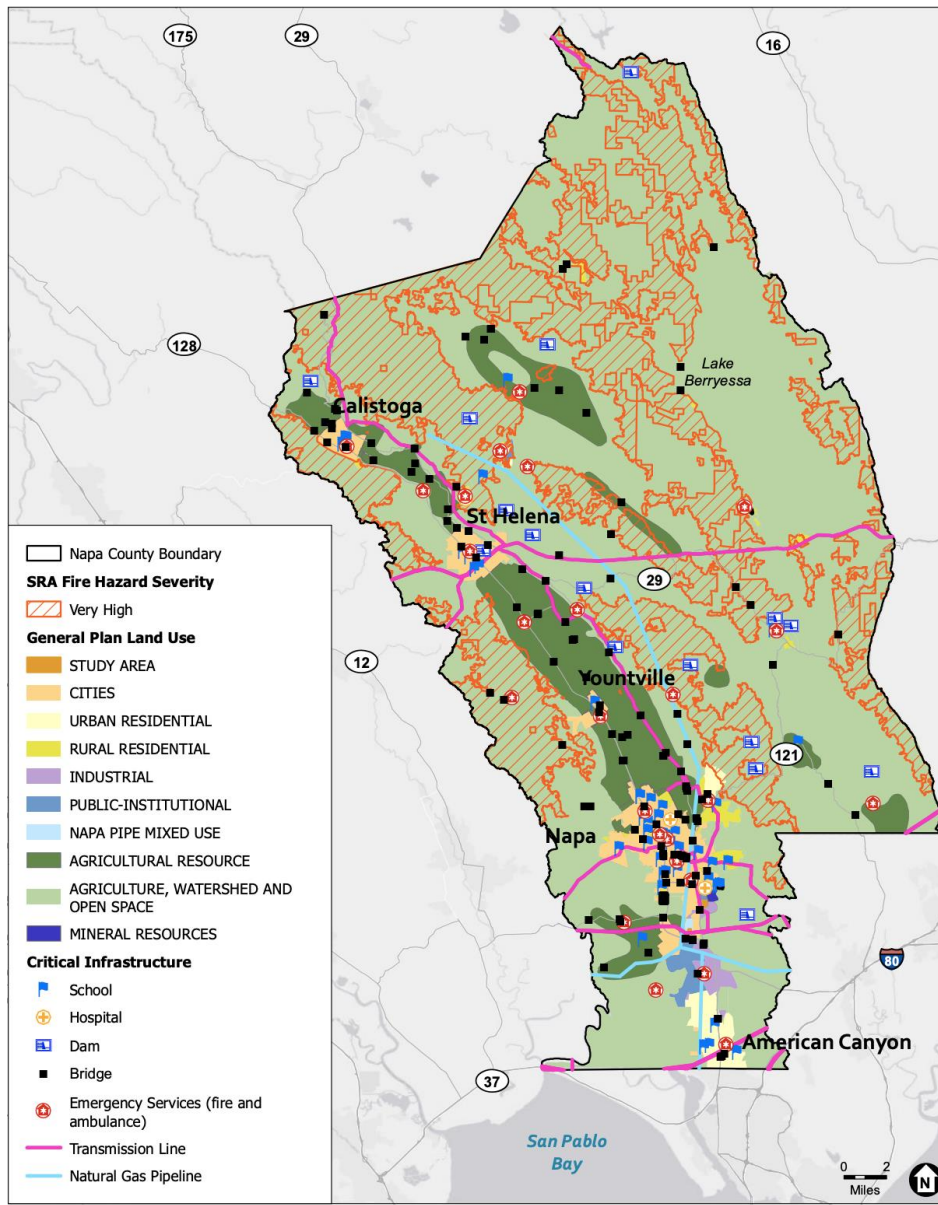 175
29
16
128
Lake
Berryessa
Calistoga
St Helena
29
12
Yountville
121
Napa
80
American Canyon
37
San Pablo
Bay
0 2
Miles
N
Napa County Boundary
SRA Fire Hazard Severity
Very High
General Plan Land Use
STUDY AREA
CITIES
URBAN RESIDENTIAL
RURAL RESIDENTIAL
INDUSTRIAL
PUBLIC-INSTITUTIONAL
NAPA PIPE MIXED USE
AGRICULTURAL RESOURCE
AGRICULTURE, WATERSHED AND
OPEN SPACE
MINERAL RESOURCES
Critical Infrastructure
School
Hospital
Dam
Bridge
Emergency Services (fire and
ambulance)
Transmission Line
Natural Gas Pipeline